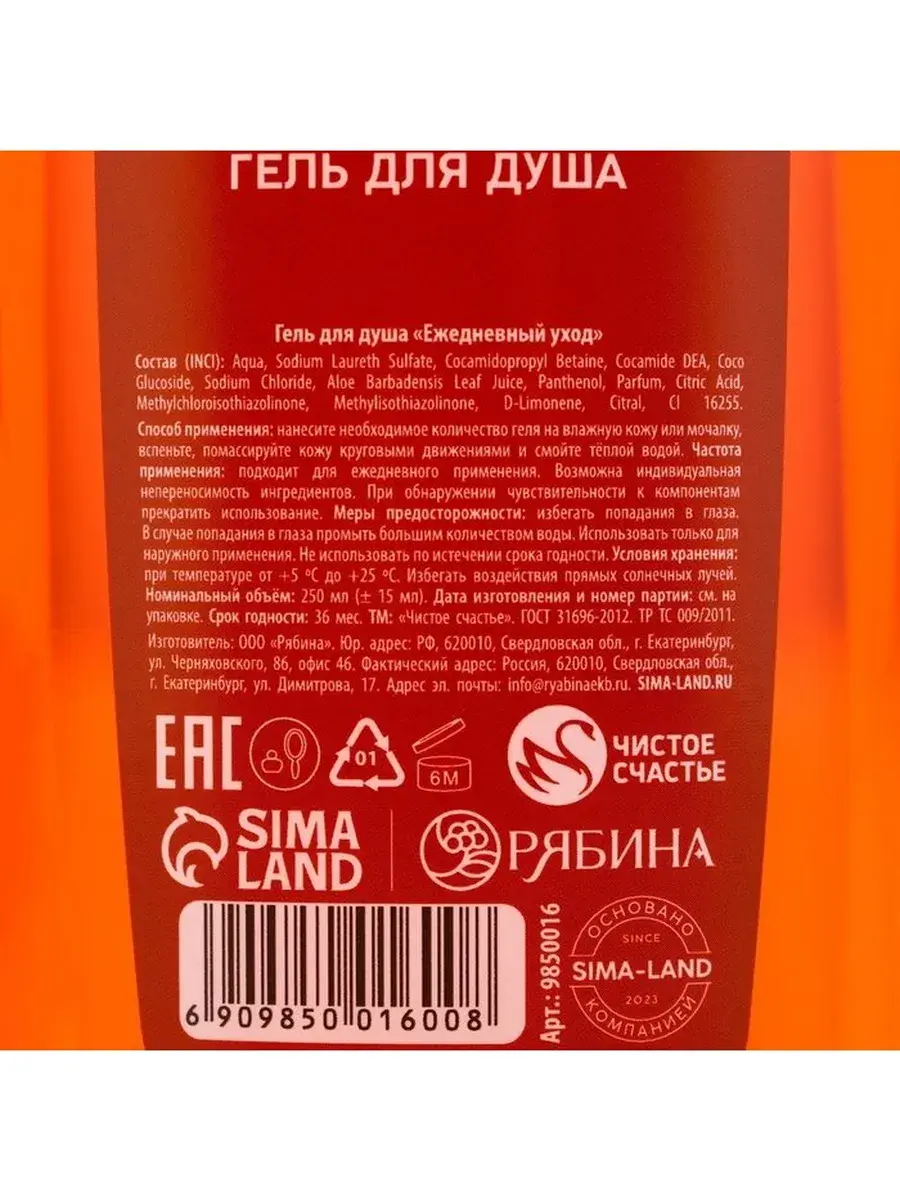 ГЕЛЬ ДЛЯ ДУША
Гель для душа «Ежедневный уход»
Состав (INCI): Aqua, Sodium Laureth Sulfate, Cocamidopropyl Betaine, Cocamide DEA, Coco
Glucoside, Sodium Chloride, Aloe Barbadensis Leaf Juice, Panthenol, Parfum, Citric Acid,
Methylchloroisothiazolinone, Methylisothiazolinone, D-Limonene, Citral, CI 16255.
Способ применения: нанесите необходимое количество геля на влажную кожу или мочалку,
вспеньте, помассируйте кожу круговыми движениями и смойте тёплой водой. Частота
применения: подходит для ежедневного применения. Возможна индивидуальная
непереносимость ингредиентов. При обнаружении чувствительности к компонентам
прекратить использование. Меры предосторожности: избегать попадания в глаза.
В случае попадания в глаза промыть большим количеством воды. Использовать только для
наружного применения. Не использовать по истечении срока годности. Условия хранения:
при температуре от +5 ºС до +25 ºС. Избегать воздействия прямых солнечных лучей.
Номинальный объём: 250 мл (± 15 мл). Дата изготовления и номер партии: см. на
упаковке. Срок годности: 36 мес. ТМ: «Чистое счастье». ГОСТ 31696-2012. ТР ТС 009/2011.
Изготовитель: ООО «Рябина». Юр. адрес: РФ, 620010, Свердловская обл., г. Екатеринбург,
ул. Черняховского, 86, офис 46. Фактический адрес: Россия, 620010, Свердловская обл.,
г. Екатеринбург, ул. Димитрова, 17. Адрес эл. почты: info@ryabinaekb.ru. SIMA-LAND.RU
ЕАС
01
6М
ЧИСТОЕ
СЧАСТЬЕ
SIMA
LAND
РЯБИНА
6 909850 016008
Арт.: 9850016
ОСНОВАНО
SINCE
SIMA-LAND
2023
КОМПАНИЕЙ